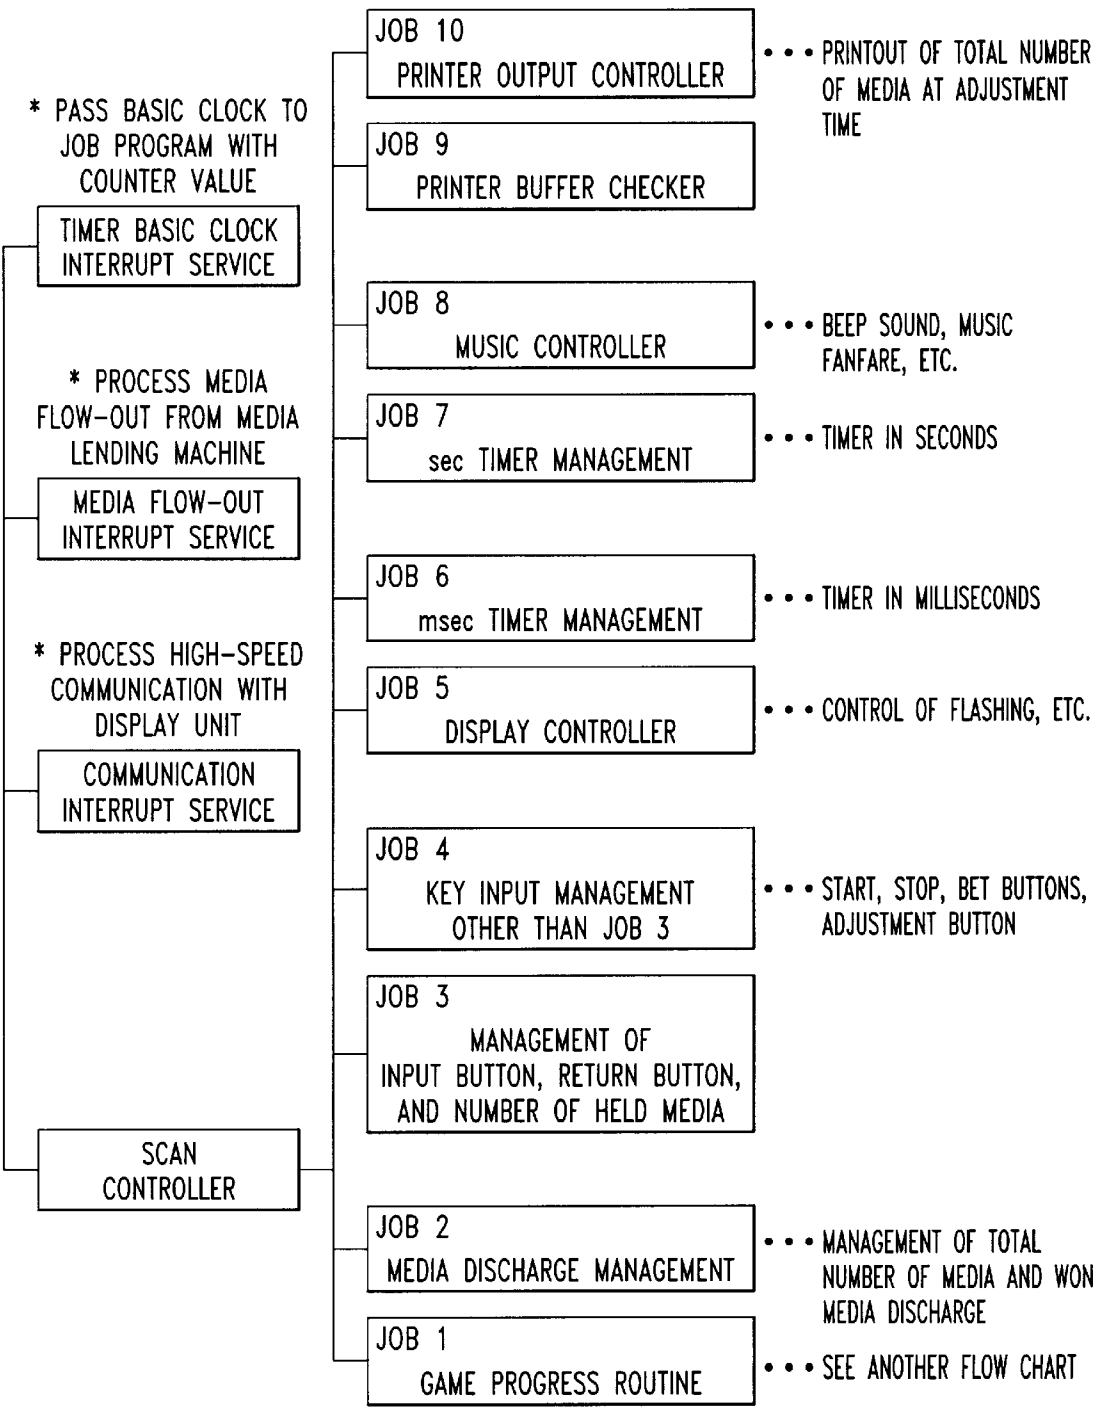 * PASS BASIC CLOCK TO
JOB PROGRAM WITH
COUNTER VALUE
TIMER BASIC CLOCK
INTERRUPT SERVICE
* PROCESS MEDIA
FLOW-OUT FROM MEDIA
LENDING MACHINE
MEDIA FLOW-OUT
INTERRUPT SERVICE
* PROCESS HIGH-SPEED
COMMUNICATION WITH
DISPLAY UNIT
COMMUNICATION
INTERRUPT SERVICE
SCAN
CONTROLLER
JOB 10
PRINTER OUTPUT CONTROLLER
• • • PRINTOUT OF TOTAL NUMBER
OF MEDIA AT ADJUSTMENT
TIME
JOB 9
PRINTER BUFFER CHECKER
JOB 8
MUSIC CONTROLLER
• • • BEEP SOUND, MUSIC
FANFARE, ETC.
JOB 7
sec TIMER MANAGEMENT
• • • TIMER IN SECONDS
JOB 6
msec TIMER MANAGEMENT
• • • TIMER IN MILLISECONDS
JOB 5
DISPLAY CONTROLLER
• • • CONTROL OF FLASHING, ETC.
JOB 4
KEY INPUT MANAGEMENT
OTHER THAN JOB 3
• • • START, STOP, BET BUTTONS,
ADJUSTMENT BUTTON
JOB 3
MANAGEMENT OF
INPUT BUTTON, RETURN BUTTON,
AND NUMBER OF HELD MEDIA
JOB 2
MEDIA DISCHARGE MANAGEMENT
• • • MANAGEMENT OF TOTAL
NUMBER OF MEDIA AND WON
MEDIA DISCHARGE
JOB 1
GAME PROGRESS ROUTINE
• • • SEE ANOTHER FLOW CHART